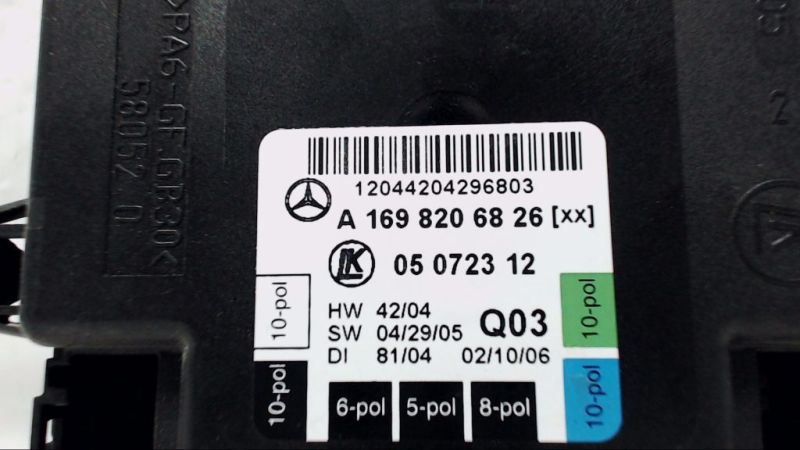 >PA6-GF.GB30<
58052 0
12044204296803
A 169 820 68 26 [xx]
LK
05 0723 12
HW 42/04
SW 04/29/05
Q03
DI 81/04 02/10/06
10-pol
10-pol
10-pol
10-pol
6-pol 5-pol 8-pol